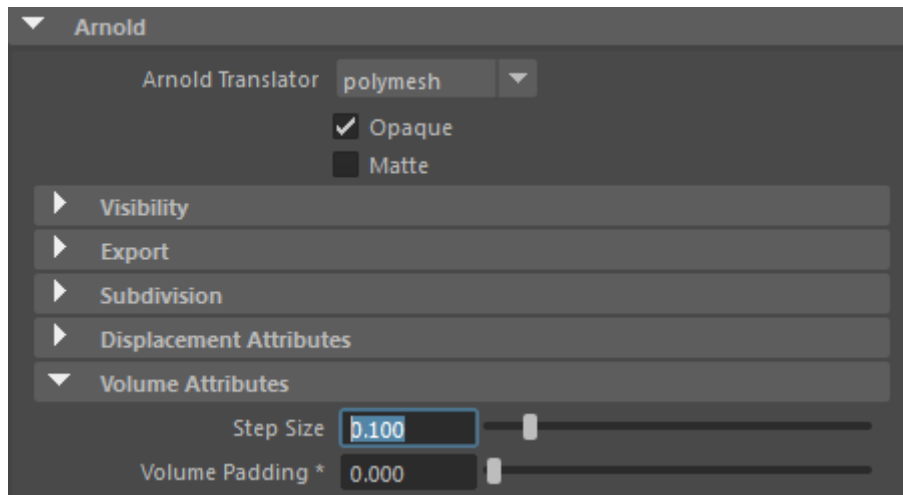 Arnold
Arnold Translator polymesh
Opaque
Matte
Visibility
Export
Subdivision
Displacement Attributes
Volume Attributes
Step Size 0.100
Volume Padding * 0.000